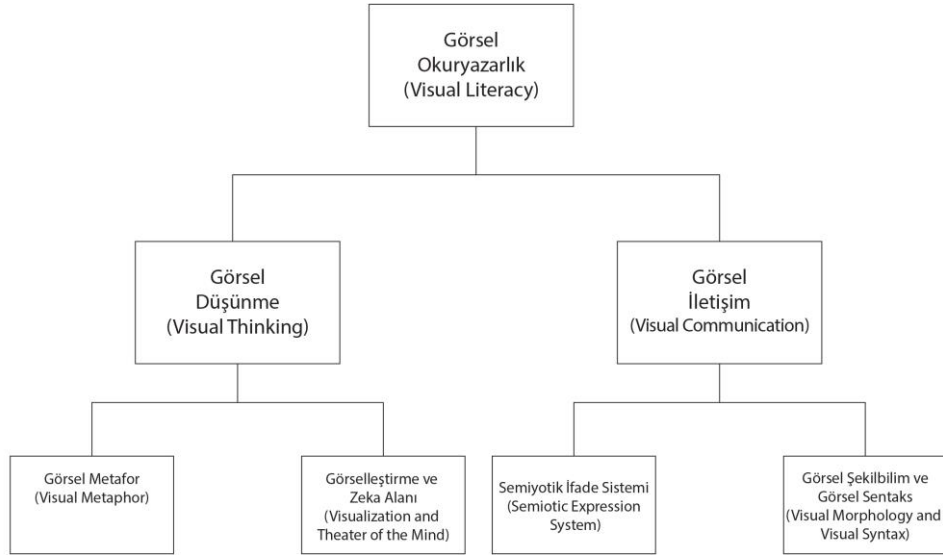 Görsel
Okuryazarlık
(Visual Literacy)
Görsel
Düşünme
(Visual Thinking)
Görsel
İletişim
(Visual Communication)
Görsel Metafor
(Visual Metaphor)
Görselleştirme ve
Zeka Alanı
(Visualization and
Theater of the Mind)
Semiyotik İfade Sistemi
(Semiotic Expression
System)
Görsel Şekilbilim ve
Görsel Sentaks
(Visual Morphology and
Visual Syntax)